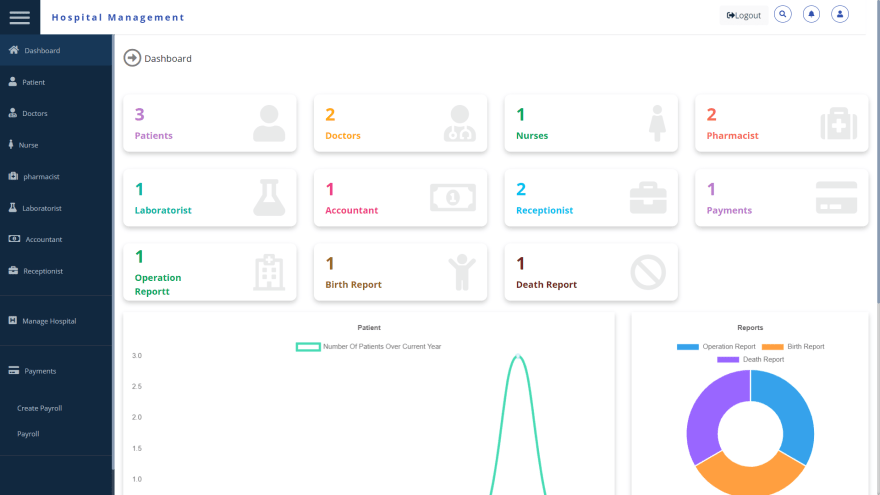 Hospital Management
Logout
Dashboard
Patient
Doctors
Nurse
pharmacist
Laboratorist
Accountant
Receptionist
Manage Hospital
Payments
Create Payroll
Payroll
Dashboard
3
Patients
2
Doctors
1
Nurses
2
Pharmacist
1
Laboratorist
1
Accountant
2
Receptionist
1
Payments
1
Operation
Reportt
1
Birth Report
1
Death Report
Patient
Number Of Patients Over Current Year
3.0
2.5
2.0
1.5
1.0
Reports
Operation Report
Birth Report
Death Report